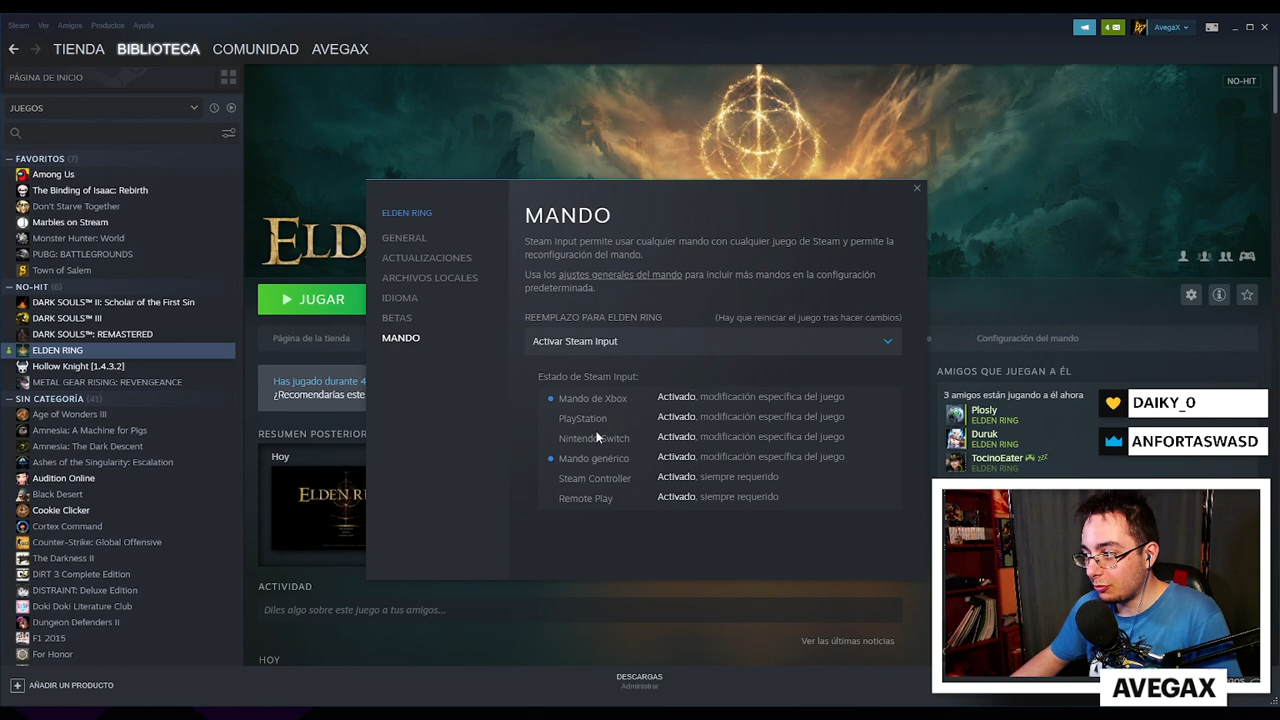 Steam Ver Amigos Productos Ayuda
4
AvegaX
TIENDA BIBLIOTECA COMUNIDAD AVEGAX
PÁGINA DE INICIO
JUEGOS
FAVORITOS (7)
Among Us
The Binding of Isaac: Rebirth
Don't Starve Together
Marbles on Stream
Monster Hunter: World
PUBG: BATTLEGROUNDS
Town of Salem
NO-HIT (6)
DARK SOULS™ II: Scholar of the First Sin
DARK SOULS™ III
DARK SOULS™: REMASTERED
ELDEN RING
Hollow Knight [1.4.3.2]
METAL GEAR RISING: REVENGEANCE
SIN CATEGORÍA (41)
Age of Wonders III
Amnesia: A Machine for Pigs
Amnesia: The Dark Descent
Ashes of the Singularity: Escalation
Audition Online
Black Desert
Cookie Clicker
Cortex Command
Counter-Strike: Global Offensive
The Darkness II
DiRT 3 Complete Edition
DISTRAINT: Deluxe Edition
Doki Doki Literature Club
Dungeon Defenders II
F1 2015
For Honor
AÑADIR UN PRODUCTO
NO-HIT
ELD
JUGAR
Página de la tienda
Configuración del mando
Has jugado durante 4
¿Recomendarías este
RESUMEN POSTERIOR
Hoy
ELDEN R
ACTIVIDAD
Diles algo sobre este juego a tus amigos...
Ver las últimas noticias
HOY
DESCARGAS
Administrar
ELDEN RING
GENERAL
ACTUALIZACIONES
ARCHIVOS LOCALES
IDIOMA
BETAS
MANDO
MANDO
Steam Input permite usar cualquier mando con cualquier juego de Steam y permite la
reconfiguración del mando.
Usa los ajustes generales del mando para incluir más mandos en la configuración
predeterminada.
REEMPLAZO PARA ELDEN RING (Hay que reiniciar el juego tras hacer cambios)
Activar Steam Input
Estado de Steam Input:
Mando de Xbox Activado, modificación específica del juego
PlayStation Activado, modificación específica del juego
Nintendo Switch Activado, modificación específica del juego
Mando genérico Activado, modificación específica del juego
Steam Controller Activado, siempre requerido
Remote Play Activado, siempre requerido
AMIGOS QUE JUEGAN A ÉL
3 amigos están jugando a él ahora
Plosly
ELDEN RING
Duruk
ELDEN RING
TocinoEater zzz
ELDEN RING
DAIKY_O
ANFORTASWASD
AVEGAX